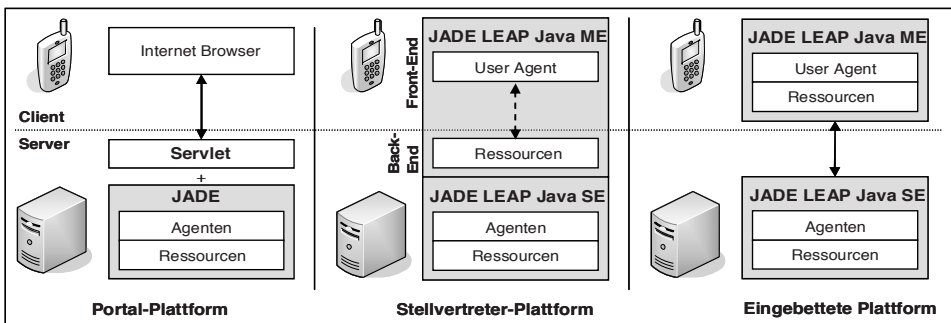 Internet Browser
Client
Server
Servlet
+
JADE
Agenten
Ressourcen
Portal-Plattform
JADE LEAP Java ME
Front-End
User Agent
Back-
End
Ressourcen
JADE LEAP Java SE
Agenten
Ressourcen
Stellvertreter-Plattform
JADE LEAP Java ME
User Agent
Ressourcen
JADE LEAP Java SE
Agenten
Ressourcen
Eingebettete Plattform